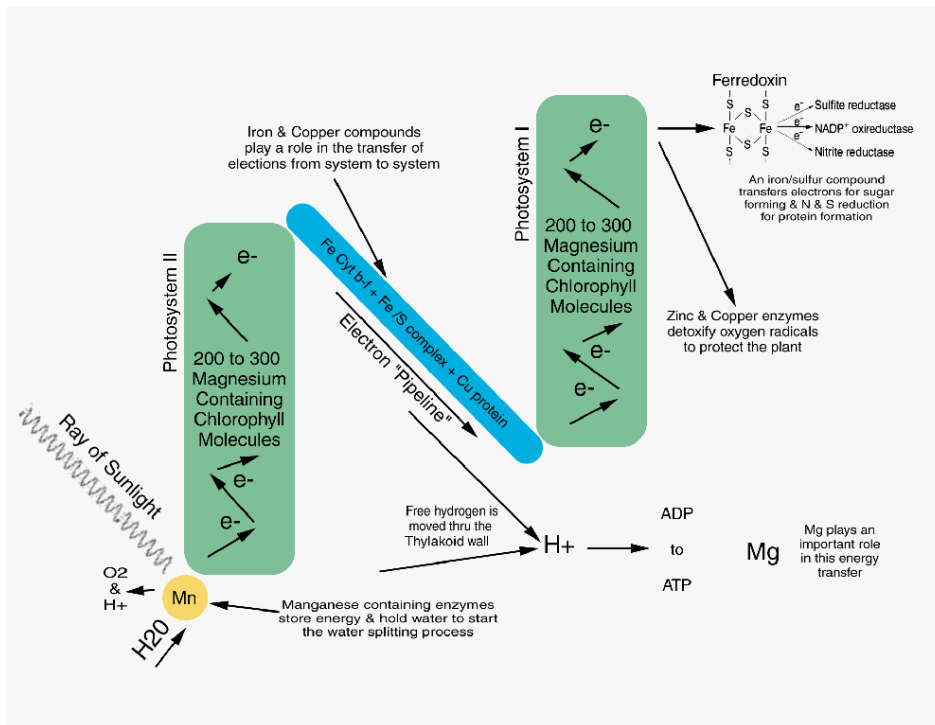 Iron & Copper compounds
play a role in the transfer of
elections from system to system
Photosystem II
e-
200 to 300
Magnesium
Containing
Chlorophyll
Molecules
e-
e-
Fe Cyt b-f + Fe /S complex + Cu protein
Electron "Pipeline"
Photosystem I
e-
200 to 300
Magnesium
Containing
Chlorophyll
Molecules
e-
e-
Ferredoxin
S S
S
Fe Fe
S
S S
e- Sulfite reductase
e- NADP+ oxireductase
e- Nitrite reductase
An iron/sulfur compound
transfers electrons for sugar
forming & N & S reduction
for protein formation
Zinc & Copper enzymes
detoxify oxygen radicals
to protect the plant
Ray of Sunlight
O2
&
H+
Mn
H20
Manganese containing enzymes
store energy & hold water to start
the water splitting process
Free hydrogen is
moved thru the
Thylakoid wall
H+
ADP
to
ATP
Mg
Mg plays an
important role
in this energy
transfer